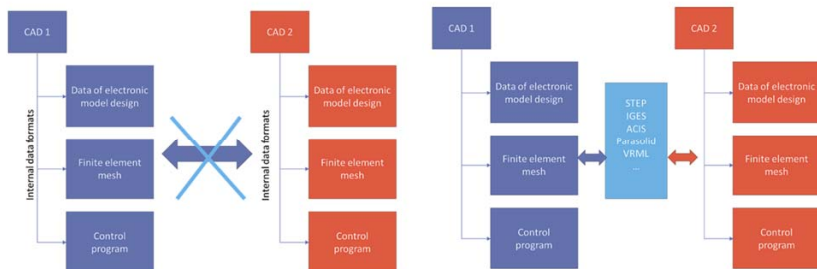 CAD 1
Internal data formats
Data of electronic
model design
Finite element
mesh
Control
program
CAD 2
Internal data formats
Data of electronic
model design
Finite element
mesh
Control
program
CAD 1
Data of electronic
model design
Finite element
mesh
Control
program
STEP
IGES
ACIS
Parasolid
VRML
...
CAD 2
Data of electronic
model design
Finite element
mesh
Control
program